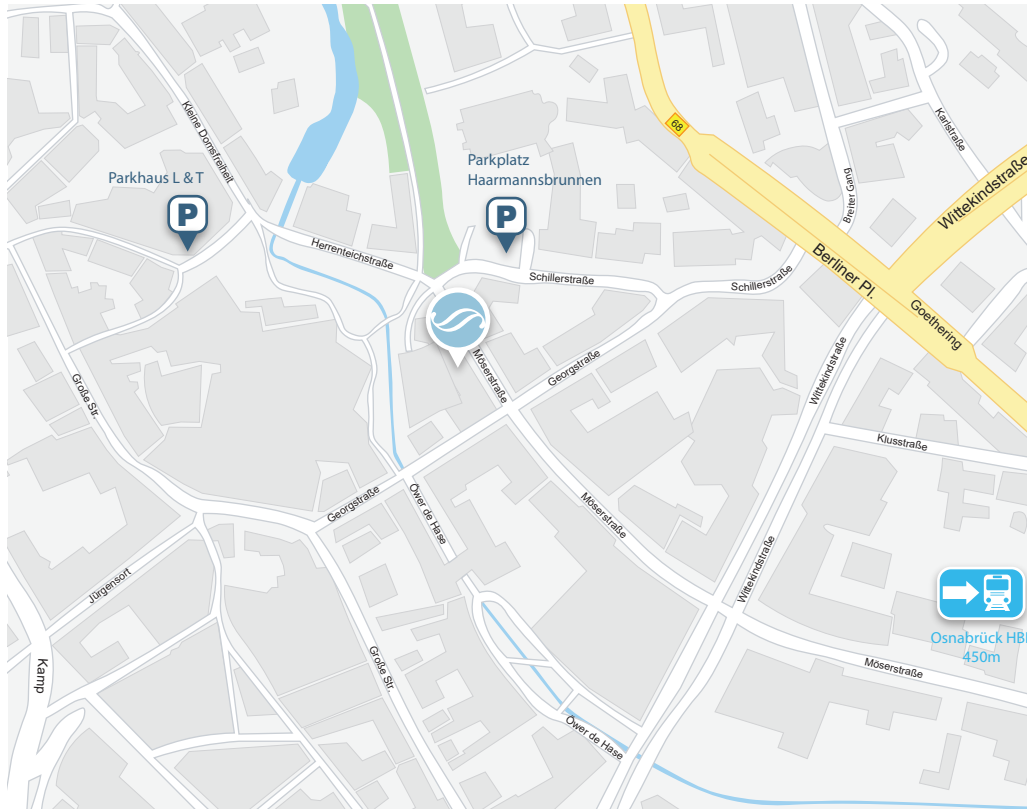 68
Karlstraße
Kleine Domsfreiheit
Wittekindstraße
Parkplatz
Haarmannsbrunnen
Parkhaus L & T
P
P
Breiter Gang
Herrenteichstraße
Berliner Pl.
Schillerstraße
Schillerstraße
Goethering
Möserstraße
Georgstraße
Wittekindstraße
Große Str.
Klusstraße
Georgstraße
Öwer de Hase
Möserstraße
Jürgensort
Wittekindstraße
Osnabrück HB
450m
Kamp
Große Str.
Möserstraße
Öwer de Hase